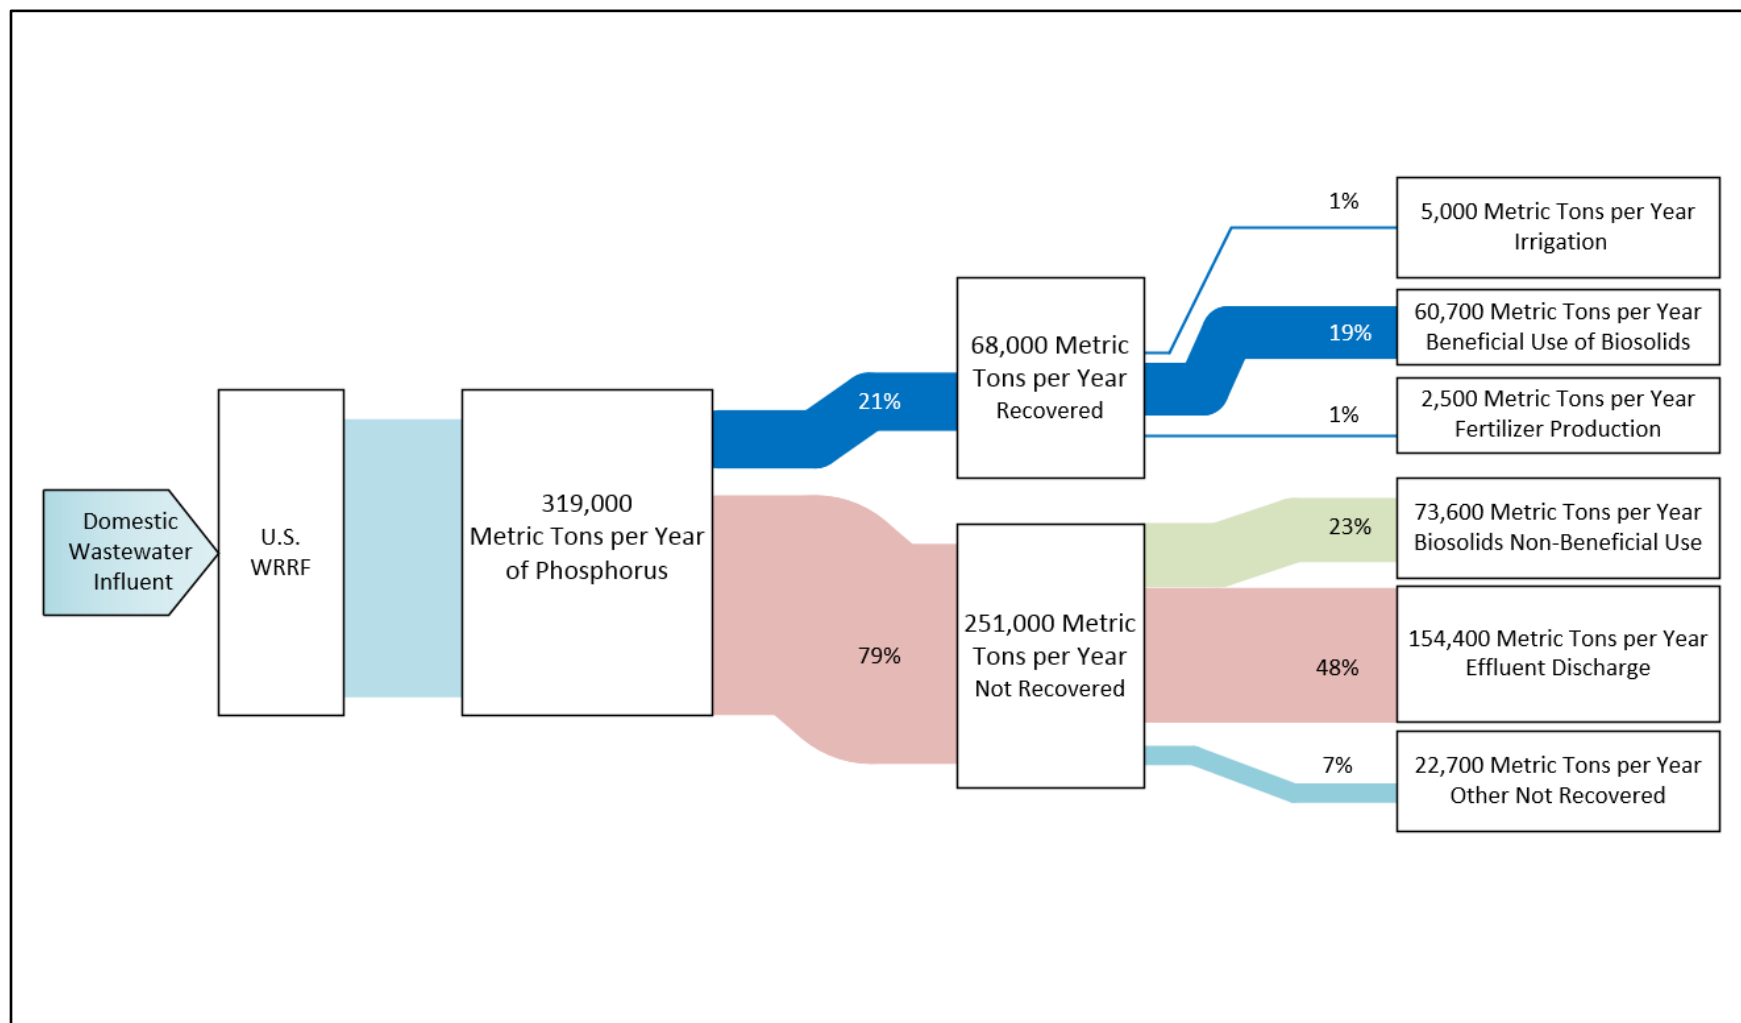 Domestic
Wastewater
Influent
U.S.
WRRF
319,000
Metric Tons per Year
of Phosphorus
21%
79%
68,000 Metric
Tons per Year
Recovered
251,000 Metric
Tons per Year
Not Recovered
1%
5,000 Metric Tons per Year
Irrigation
19%
60,700 Metric Tons per Year
Beneficial Use of Biosolids
1%
2,500 Metric Tons per Year
Fertilizer Production
23%
73,600 Metric Tons per Year
Biosolids Non-Beneficial Use
48%
154,400 Metric Tons per Year
Effluent Discharge
7%
22,700 Metric Tons per Year
Other Not Recovered